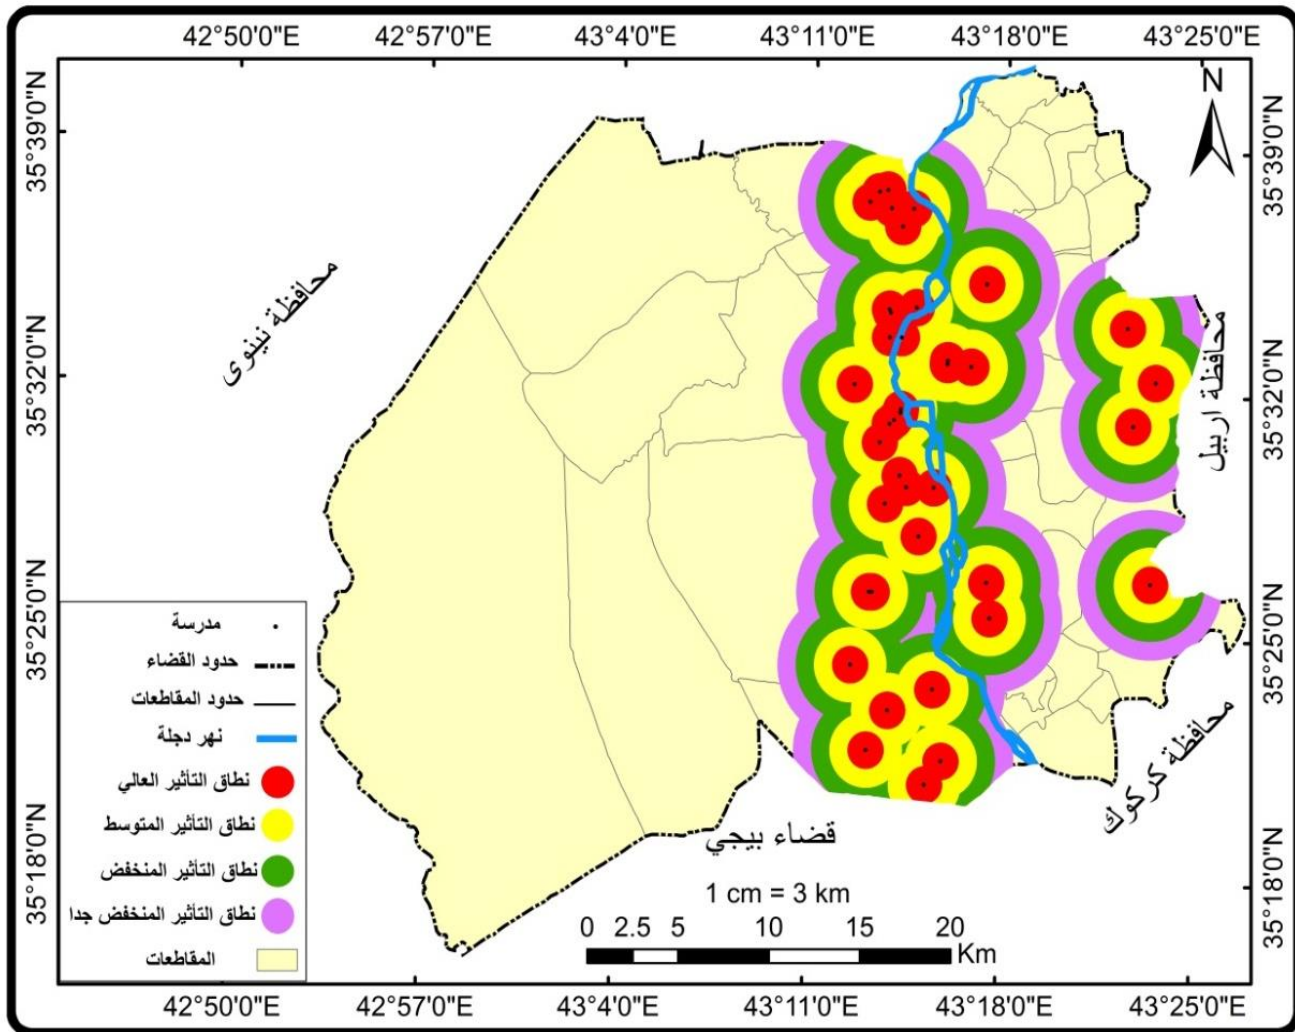 42°50'0"E 42°57'0"E 43°4'0"E 43°11'0"E 43°18'0"E 43°25'0"E
N
35°39'0"N
35°39'0"N
محافظة نينوى
35°32'0"N
محافظة اربيل
35°32'0"N
35°25'0"N
35°25'0"N
مدرسة
حدود القضاء
حدود المقاطعات
نهر دجلة
نطاق التأثير العالي
نطاق التأثير المتوسط
نطاق التأثير المنخفض
نطاق التأثير المنخفض جدا
المقاطعات
محافظة كركوك
قضاء بيجي
35°18'0"N
35°18'0"N
1 cm = 3 km
0 2.5 5 10 15 20
Km
42°50'0"E 42°57'0"E 43°4'0"E 43°11'0"E 43°18'0"E 43°25'0"E